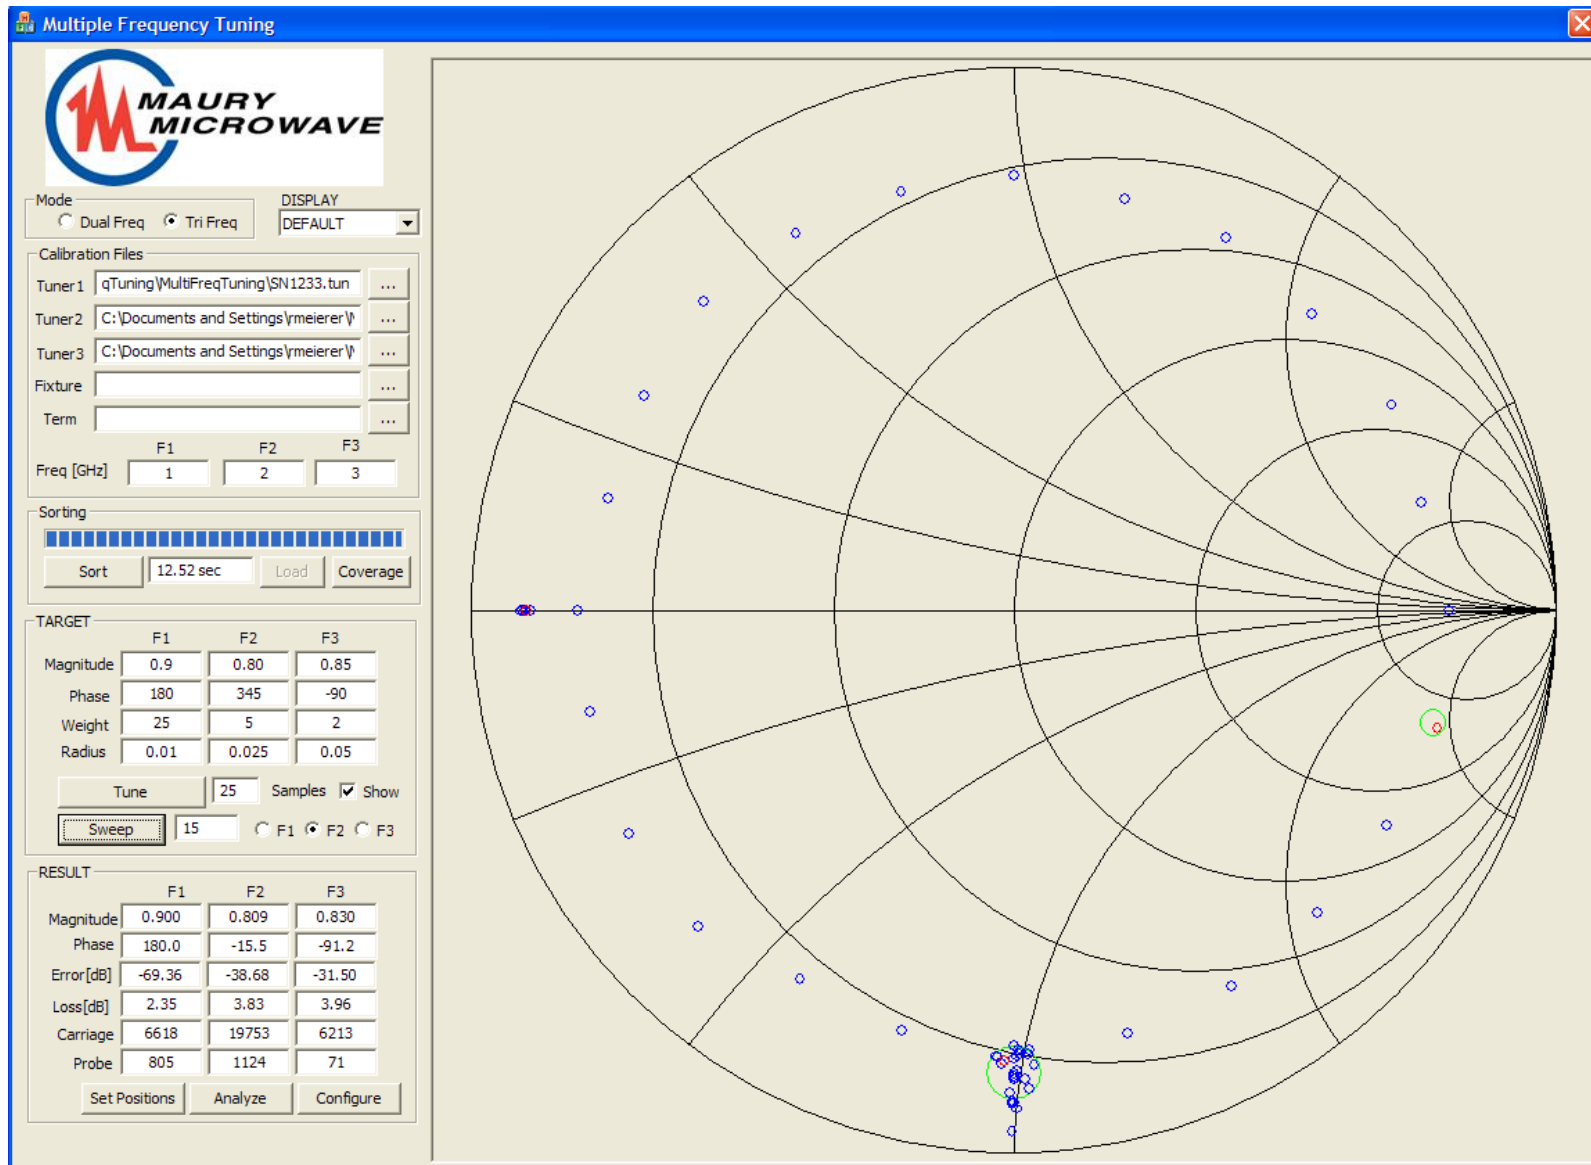 Multiple Frequency Tuning
MAURY
MICROWAVE
Mode
Dual Freq Tri Freq
DISPLAY
DEFAULT
Calibration Files
Tuner1 qTuning\MultiFreqTuning\SN1233.tun ...
Tuner2 C:\Documents and Settings\rmeierer\ ...
Tuner3 C:\Documents and Settings\rmeierer\ ...
Fixture ...
Term ...
F1 F2 F3
Freq [GHz] 1 2 3
Sorting
Sort 12.52 sec Load Coverage
TARGET
F1 F2 F3
Magnitude 0.9 0.80 0.85
Phase 180 345 -90
Weight 25 5 2
Radius 0.01 0.025 0.05
Tune 25 Samples Show
Sweep 15 F1 F2 F3
RESULT
F1 F2 F3
Magnitude 0.900 0.809 0.830
Phase 180.0 -15.5 -91.2
Error[dB] -69.36 -38.68 -31.50
Loss[dB] 2.35 3.83 3.96
Carriage 6618 19753 6213
Probe 805 1124 71
Set Positions Analyze Configure